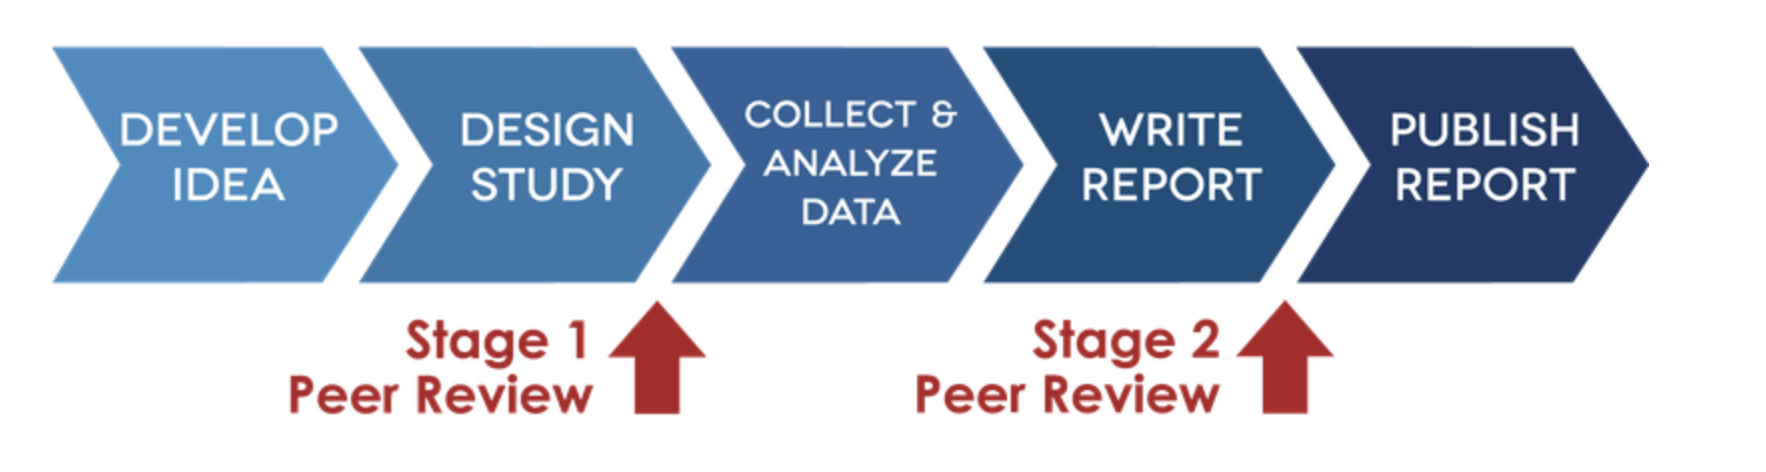 DEVELOP
IDEA
DESIGN
STUDY
COLLECT &
ANALYZE
DATA
WRITE
REPORT
PUBLISH
REPORT
Stage 1
Peer Review
Stage 2
Peer Review